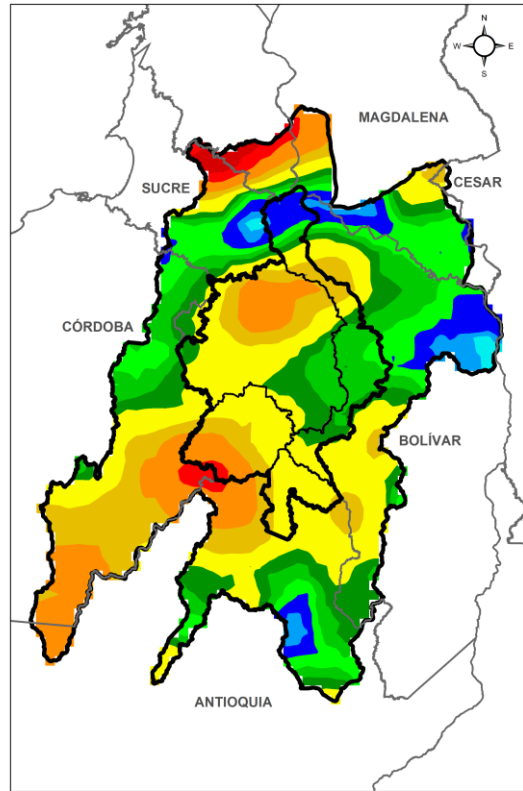 N
W E
S
MAGDALENA
CESAR
SUCRE
CÓRDOBA
BOLÍVAR
ANTIOQUIA